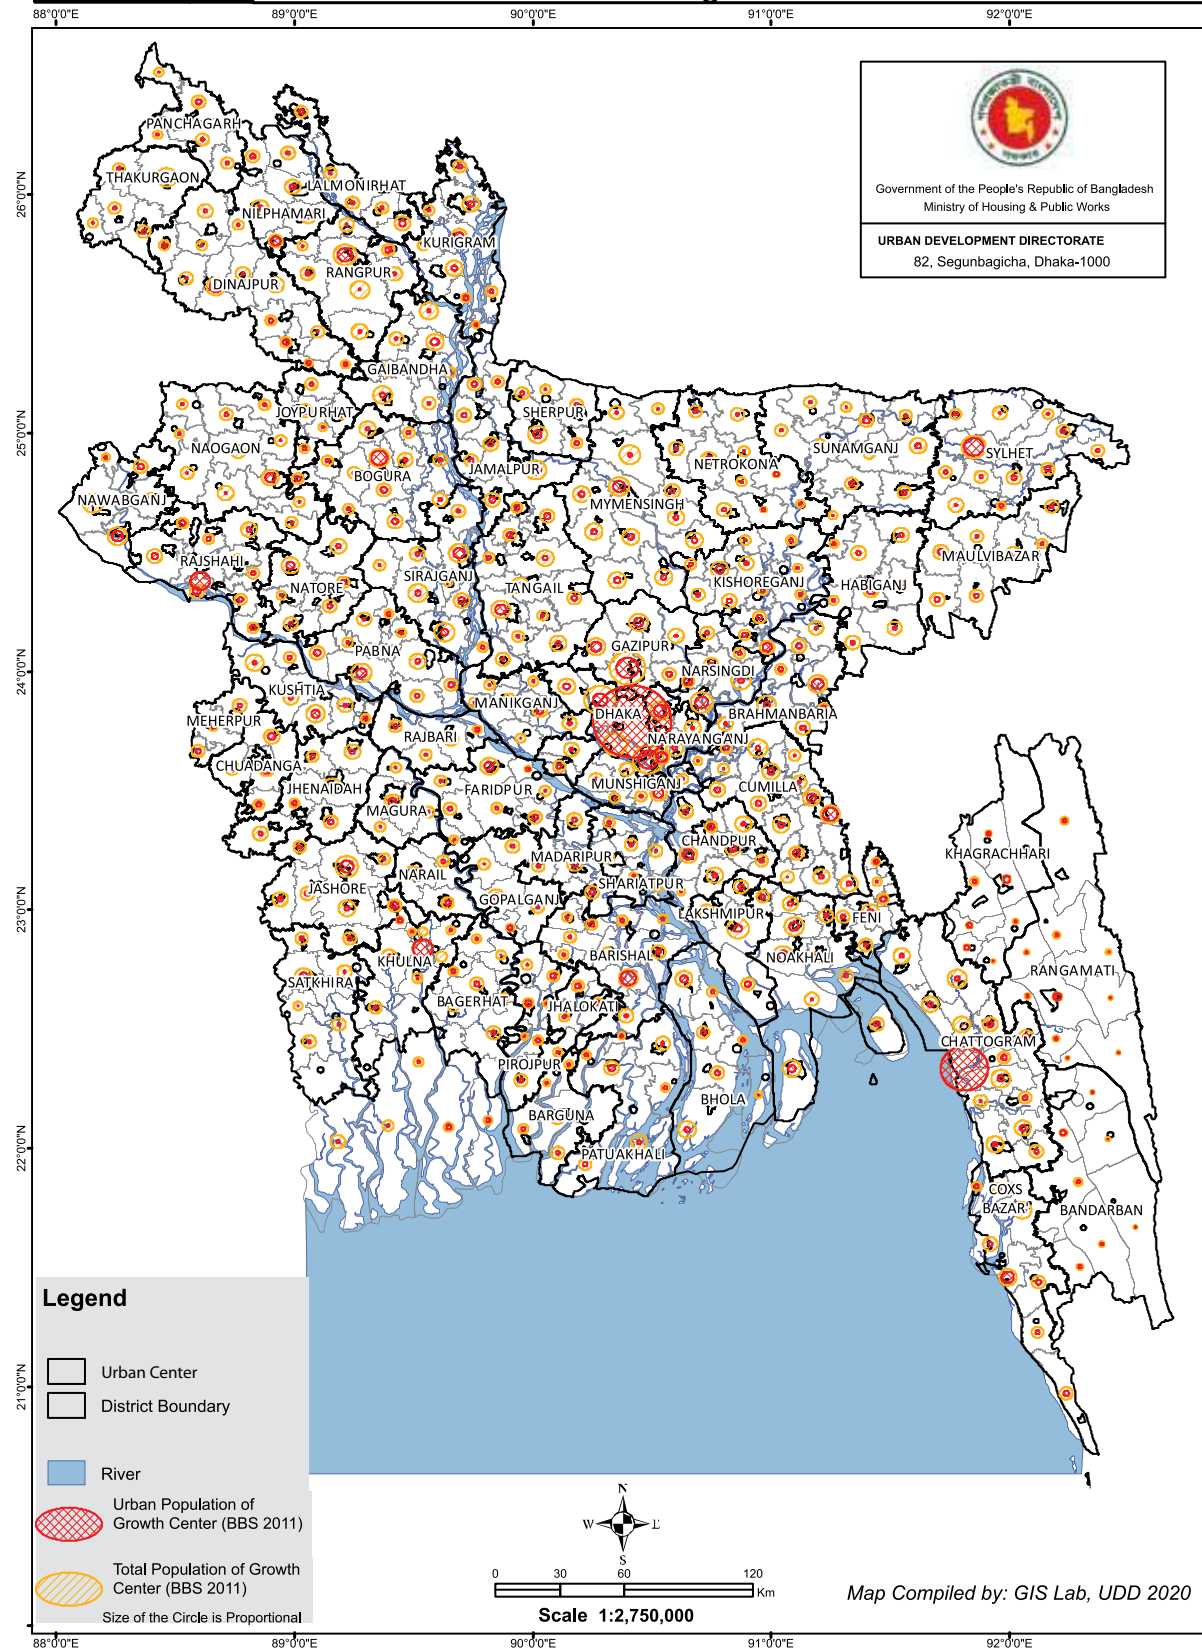 88°0'0"E 89°0'0"E 90°0'0"E 91°0'0"E 92°0'0"E
Government of the People's Republic of Bangladesh
Ministry of Housing & Public Works
URBAN DEVELOPMENT DIRECTORATE
82, Segunbagicha, Dhaka-1000
26°0'0"N
25°0'0"N
24°0'0"N
23°0'0"N
22°0'0"N
21°0'0"N
PANCHAGARH
THAKURGAON
LALMONIRHAT
NILPHAMARI
KURIGRAM
RANGPUR
DINAJPUR
GAIBANDHA
JOYPURHAT
SHERPUR
NAOGAON
SUNAMGANJ
SYLHET
NETROKONA
JAMALPUR
BOGURA
NAWABGANJ
MYMENSINGH
MAULVIBAZAR
RAJSHAHI
SIRAJGANJ
KISHOREGANJ
HABIGANJ
NATORE
TANGAIL
GAZIPUR
PABNA
NARSINGDI
KUSHTIA
MANIKGANJ
DHAKA
BRAHMANBARIA
MEHERPUR
RAJBARI
NARAYANGANJ
CHUADANGA
JHENAIDAH
FARIDPUR
MUNSHIGANJ
CUMILLA
MAGURA
CHANDPUR
KHAGRACHHARI
MADARIPUR
NARAIL
JASHORE
SHARIATPUR
GOPALGANJ
LAKSHMIPUR
FENI
KHULNA
BARISHAL
NOAKHALI
RANGAMATI
SATKHIRA
BAGERHAT
JHALOKATI
CHATTOGRAM
PIROJPUR
BHOLA
BARGUNA
PATUAKHALI
COXS
BAZAR
BANDARBAN
Legend
Urban Center
District Boundary
River
Urban Population of
Growth Center (BBS 2011)
Total Population of Growth
Center (BBS 2011)
Size of the Circle is Proportional
N
W E
S
0 30 60 120
Km
Scale 1:2,750,000
Map Compiled by: GIS Lab, UDD 2020
88°0'0"E 89°0'0"E 90°0'0"E 91°0'0"E 92°0'0"E